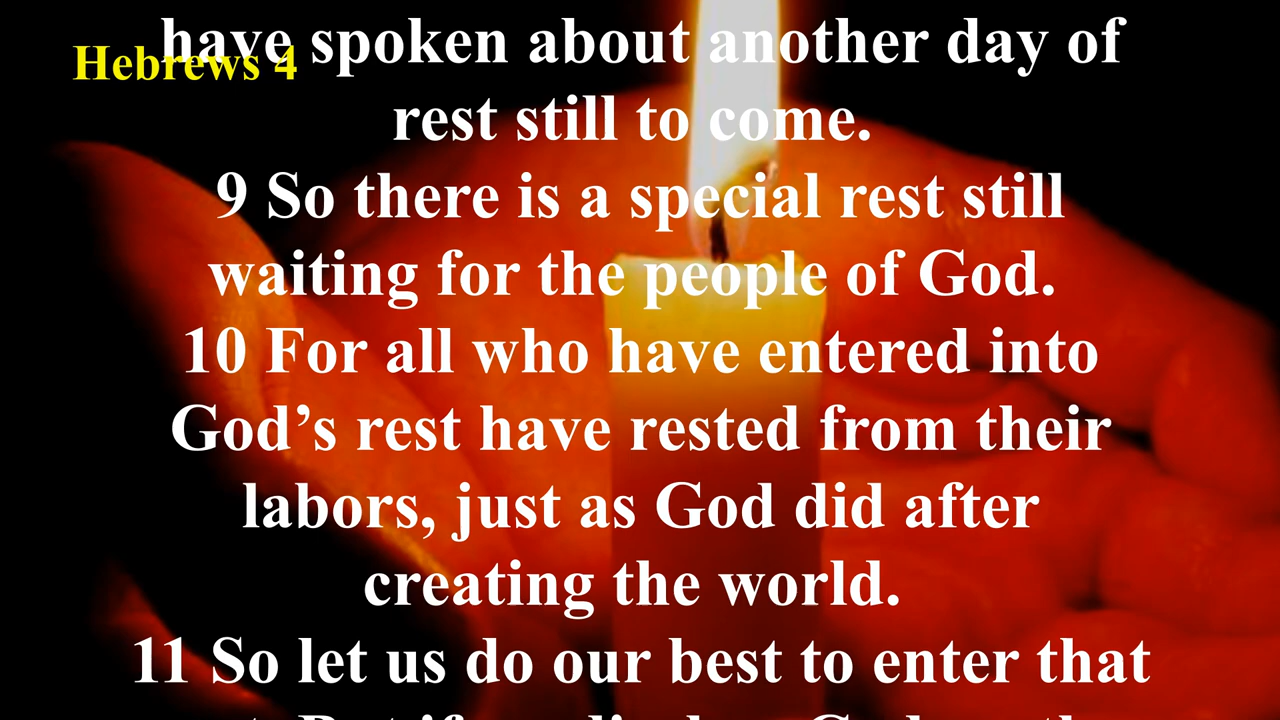 Hebrews 4
have spoken about another day of
rest still to come.
9 So there is a special rest still
waiting for the people of God.
10 For all who have entered into
God’s rest have rested from their
labors, just as God did after
creating the world.
11 So let us do our best to enter that